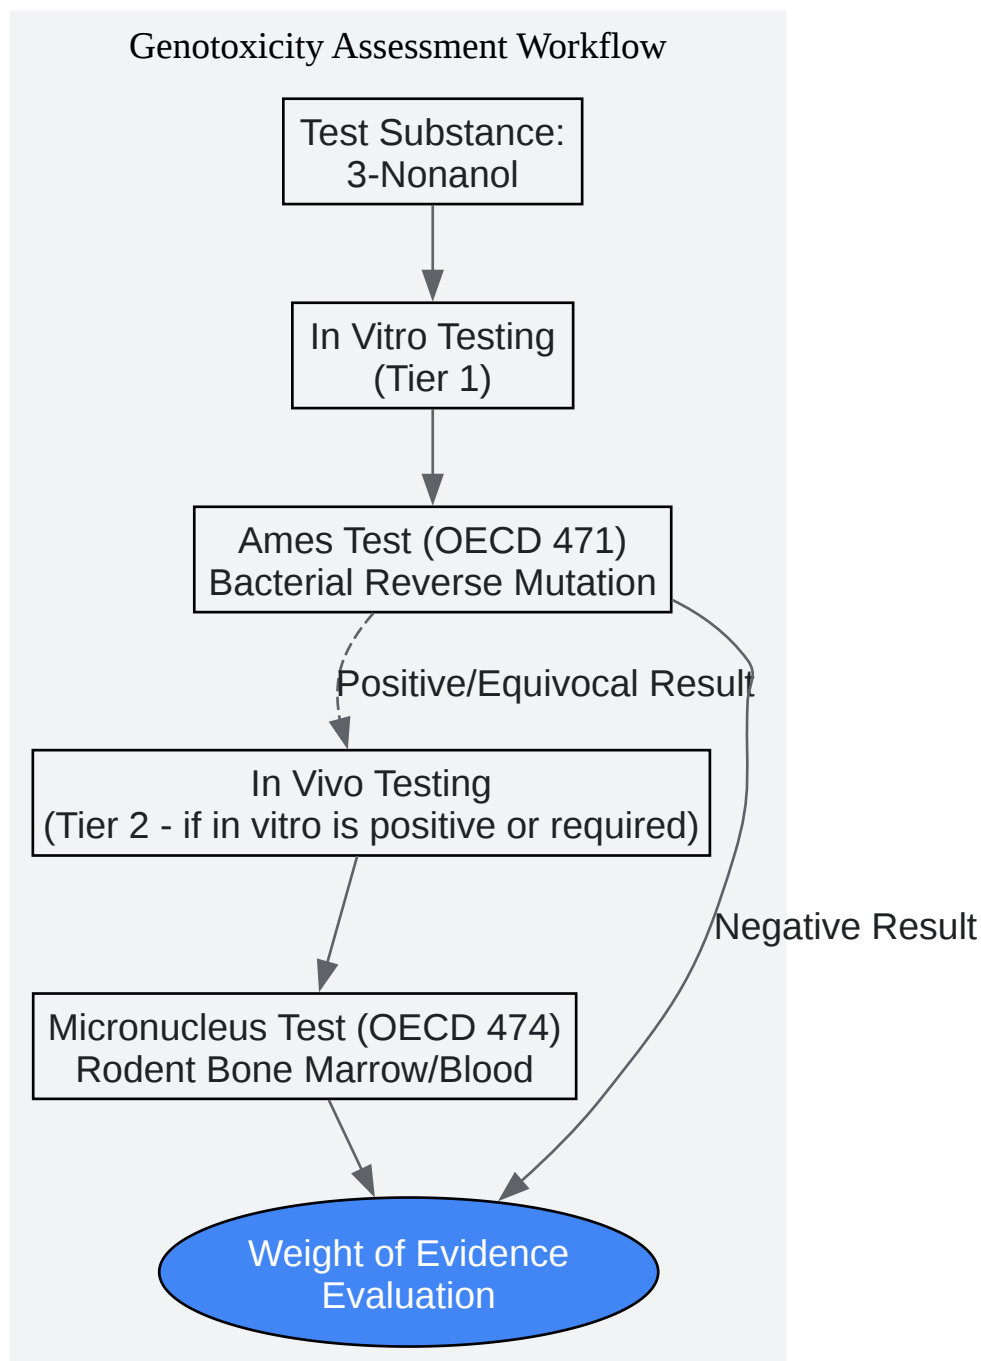 Genotoxicity Assessment Workflow
Test Substance:
3-Nonanol
In Vitro Testing
(Tier 1)
Ames Test (OECD 471)
Bacterial Reverse Mutation
Positive/Equivocal Result
In Vivo Testing
(Tier 2 - if in vitro is positive or required)
Negative Result
Micronucleus Test (OECD 474)
Rodent Bone Marrow/Blood
Weight of Evidence
Evaluation